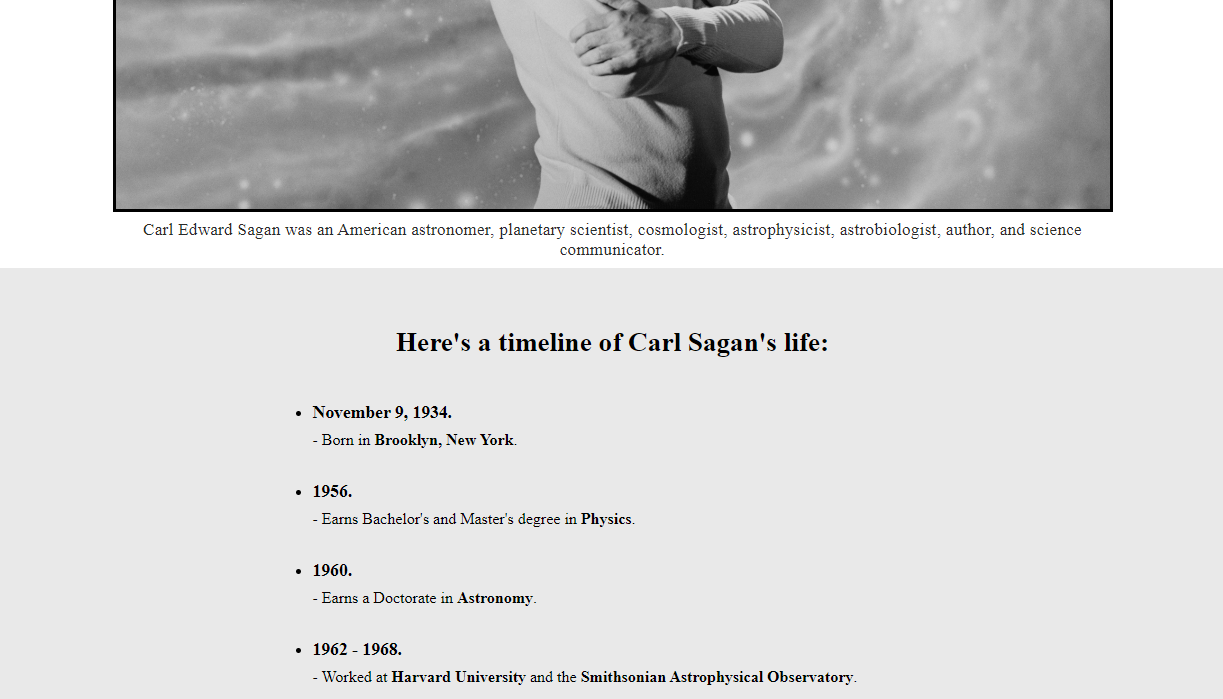 Carl Edward Sagan was an American astronomer, planetary scientist, cosmologist, astrophysicist, astrobiologist, author, and science
communicator.
Here's a timeline of Carl Sagan's life:
• November 9, 1934.
- Born in Brooklyn, New York.
• 1956.
- Earns Bachelor's and Master's degree in Physics.
• 1960.
- Earns a Doctorate in Astronomy.
• 1962 - 1968.
- Worked at Harvard University and the Smithsonian Astrophysical Observatory.